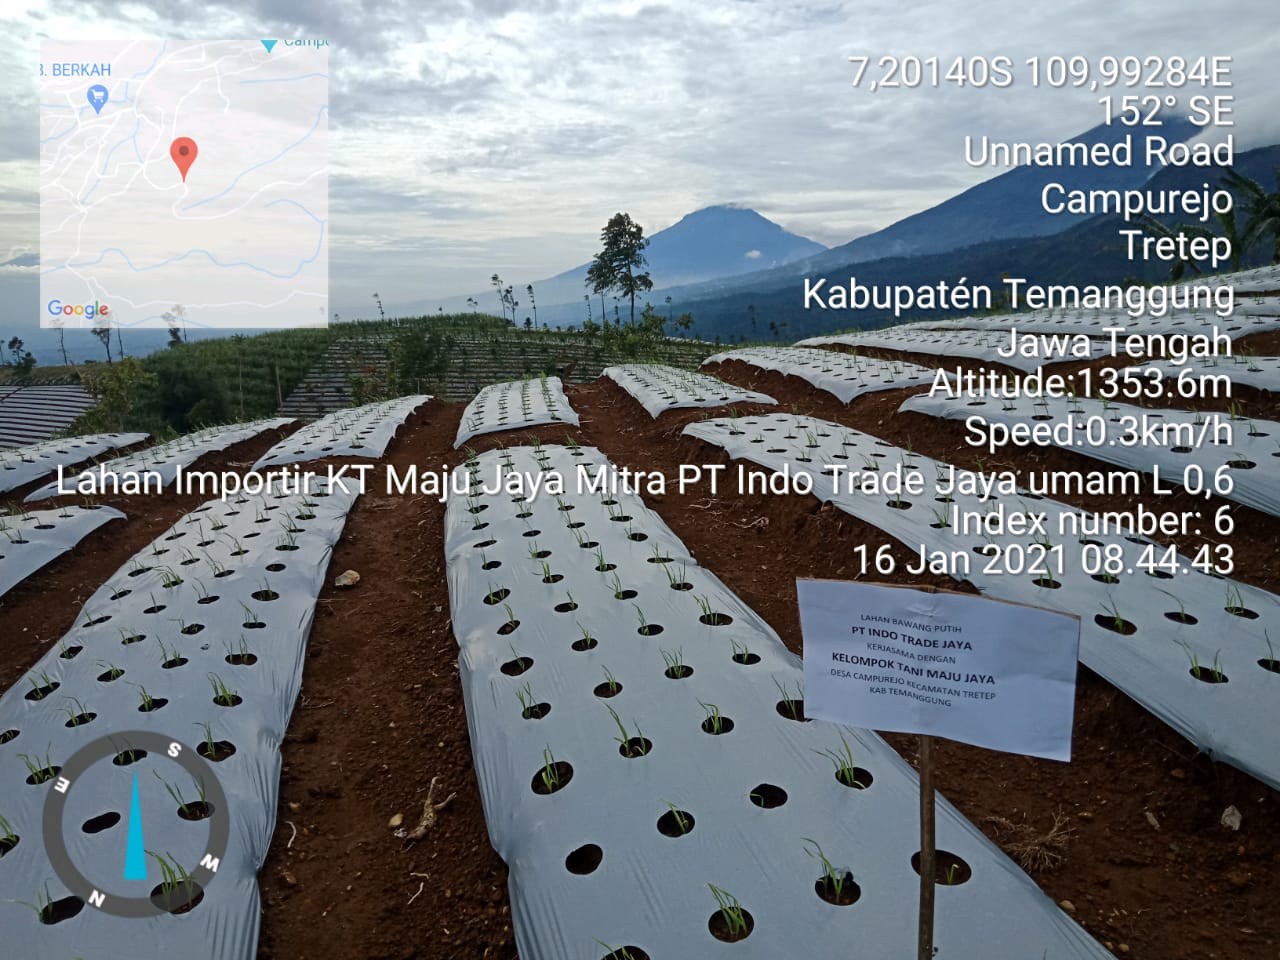 Campu
B. BERKAH
Google
7,20140S 109,99284E
152° SE
Unnamed Road
Campurejo
Tretep
Kabupatén Temanggung
Jawa Tengah
Altitude:1353.6m
Speed:0.3km/h
Lahan Importir KT Maju Jaya Mitra PT Indo Trade Jaya umam L 0,6
Index number: 6
16 Jan 2021 08.44.43
LAHAN BAWANG PUTIH
PT INDO TRADE JAYA
KERJASAMA DENGAN
KELOMPOK TANI MAJU JAYA
DESA CAMPUREJO KECAMATAN TRETEP
KAB TEMANGGUNG
S
E
W
N